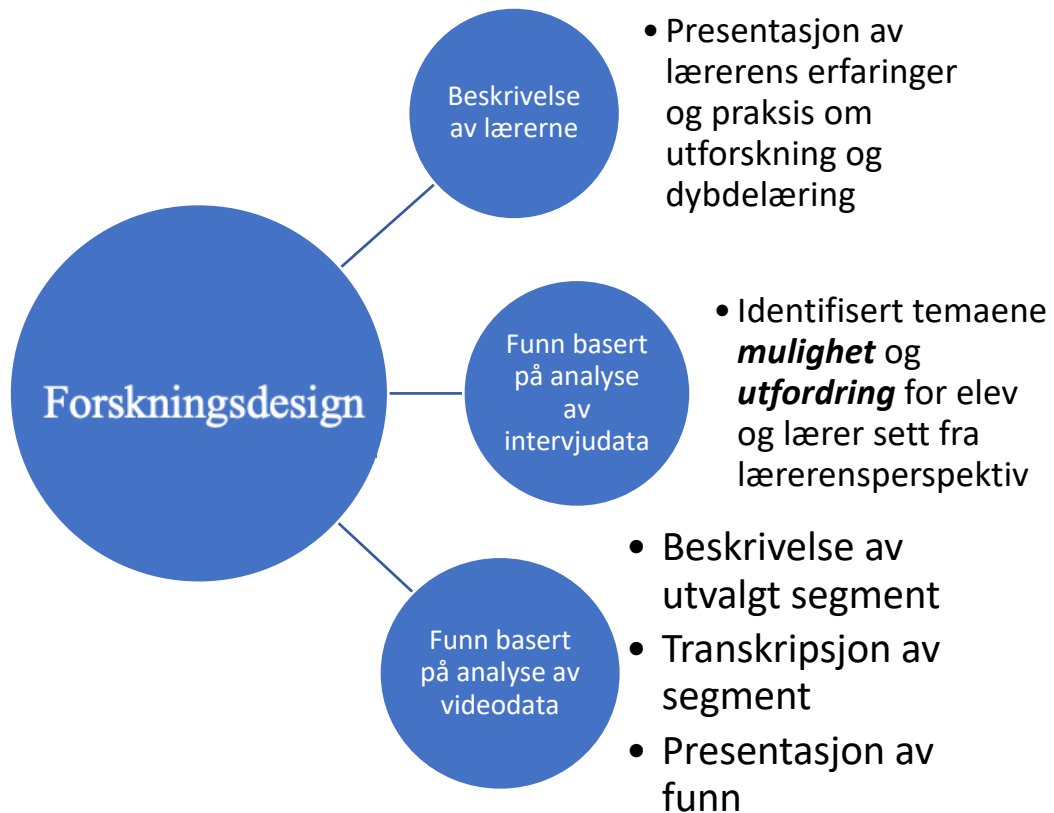 Forskningsdesign
Beskrivelse
av lærerne
• Presentasjon av
lærerens erfaringer
og praksis om
utforskning og
dybdelæring
Funn basert
på analyse
av
intervjudata
• Identifisert temaene
mulighet og
utfordring for elev
og lærer sett fra
lærerensperspektiv
Funn basert
på analyse av
videodata
• Beskrivelse av
utvalgt segment
• Transkripsjon av
segment
• Presentasjon av
funn